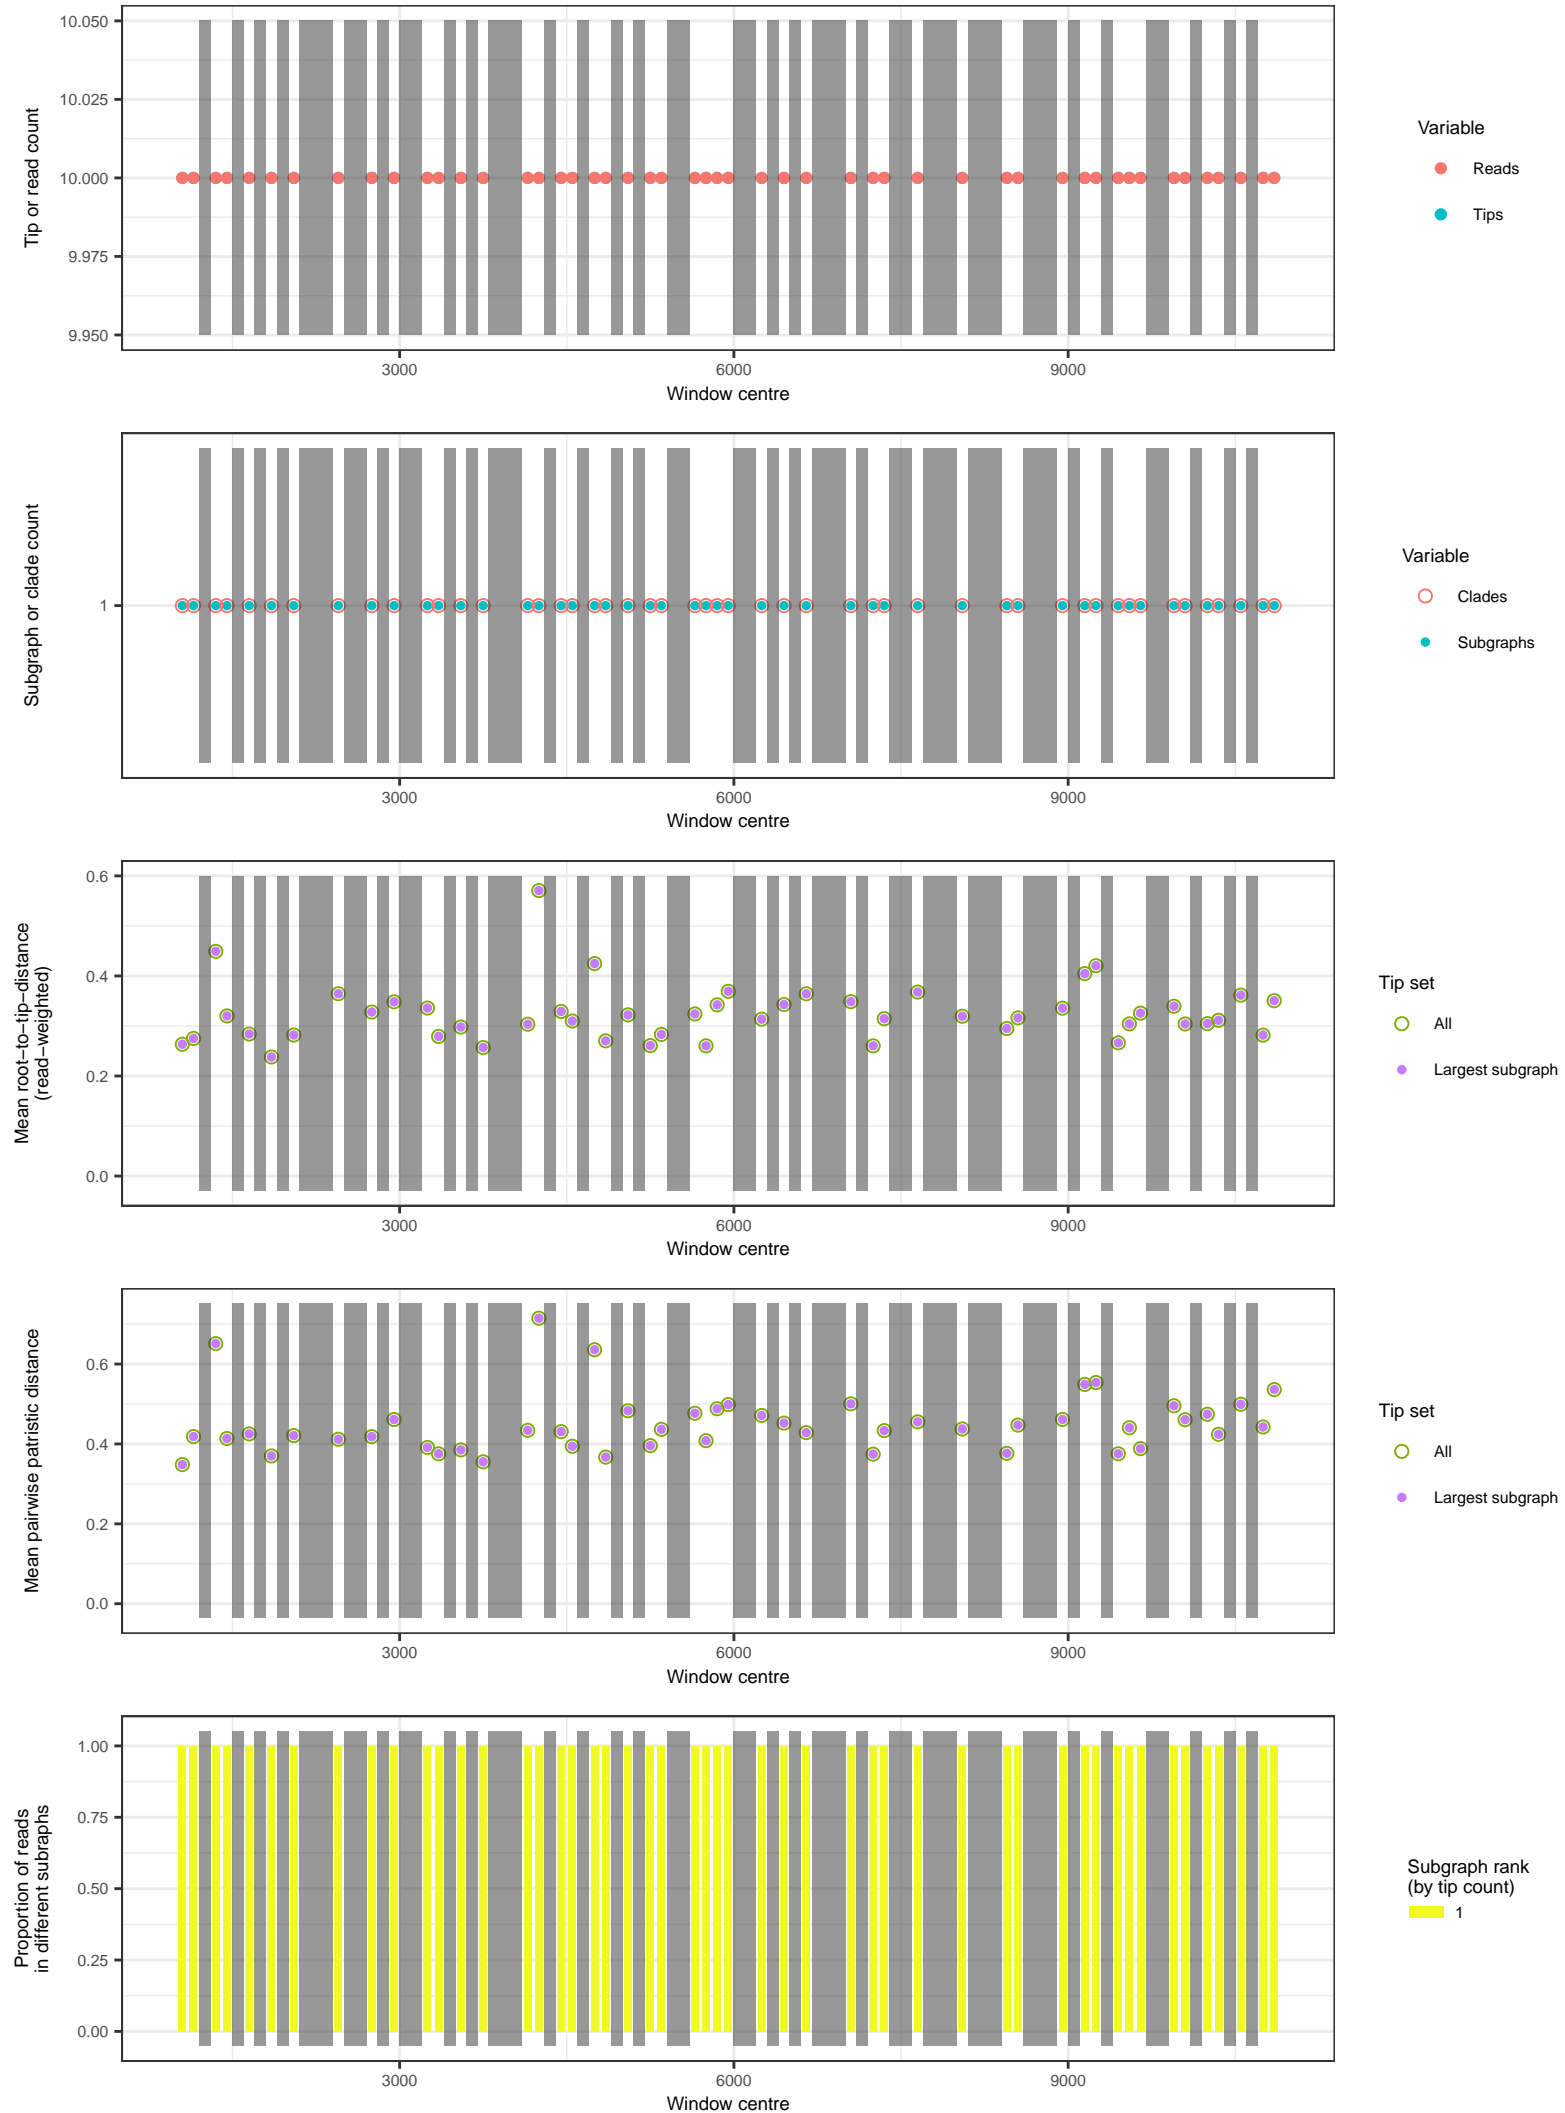 Tip or read count
10.050
10.025
10.000
9.975
9.950
3000
6000
9000
Window centre
Variable
Reads
Tips
Subgraph or clade count
1
3000
6000
9000
Window centre
Variable
Clades
Subgraphs
Mean root−to−tip−distance
(read−weighted)
0.6
0.4
0.2
0.0
3000
6000
9000
Window centre
Tip set
All
Largest subgraph
Mean pairwise patristic distance
0.6
0.4
0.2
0.0
3000
6000
9000
Window centre
Tip set
All
Largest subgraph
Proportion of reads
in different subraphs
1.00
0.75
0.50
0.25
0.00
3000
6000
9000
Window centre
Subgraph rank
(by tip count)
1